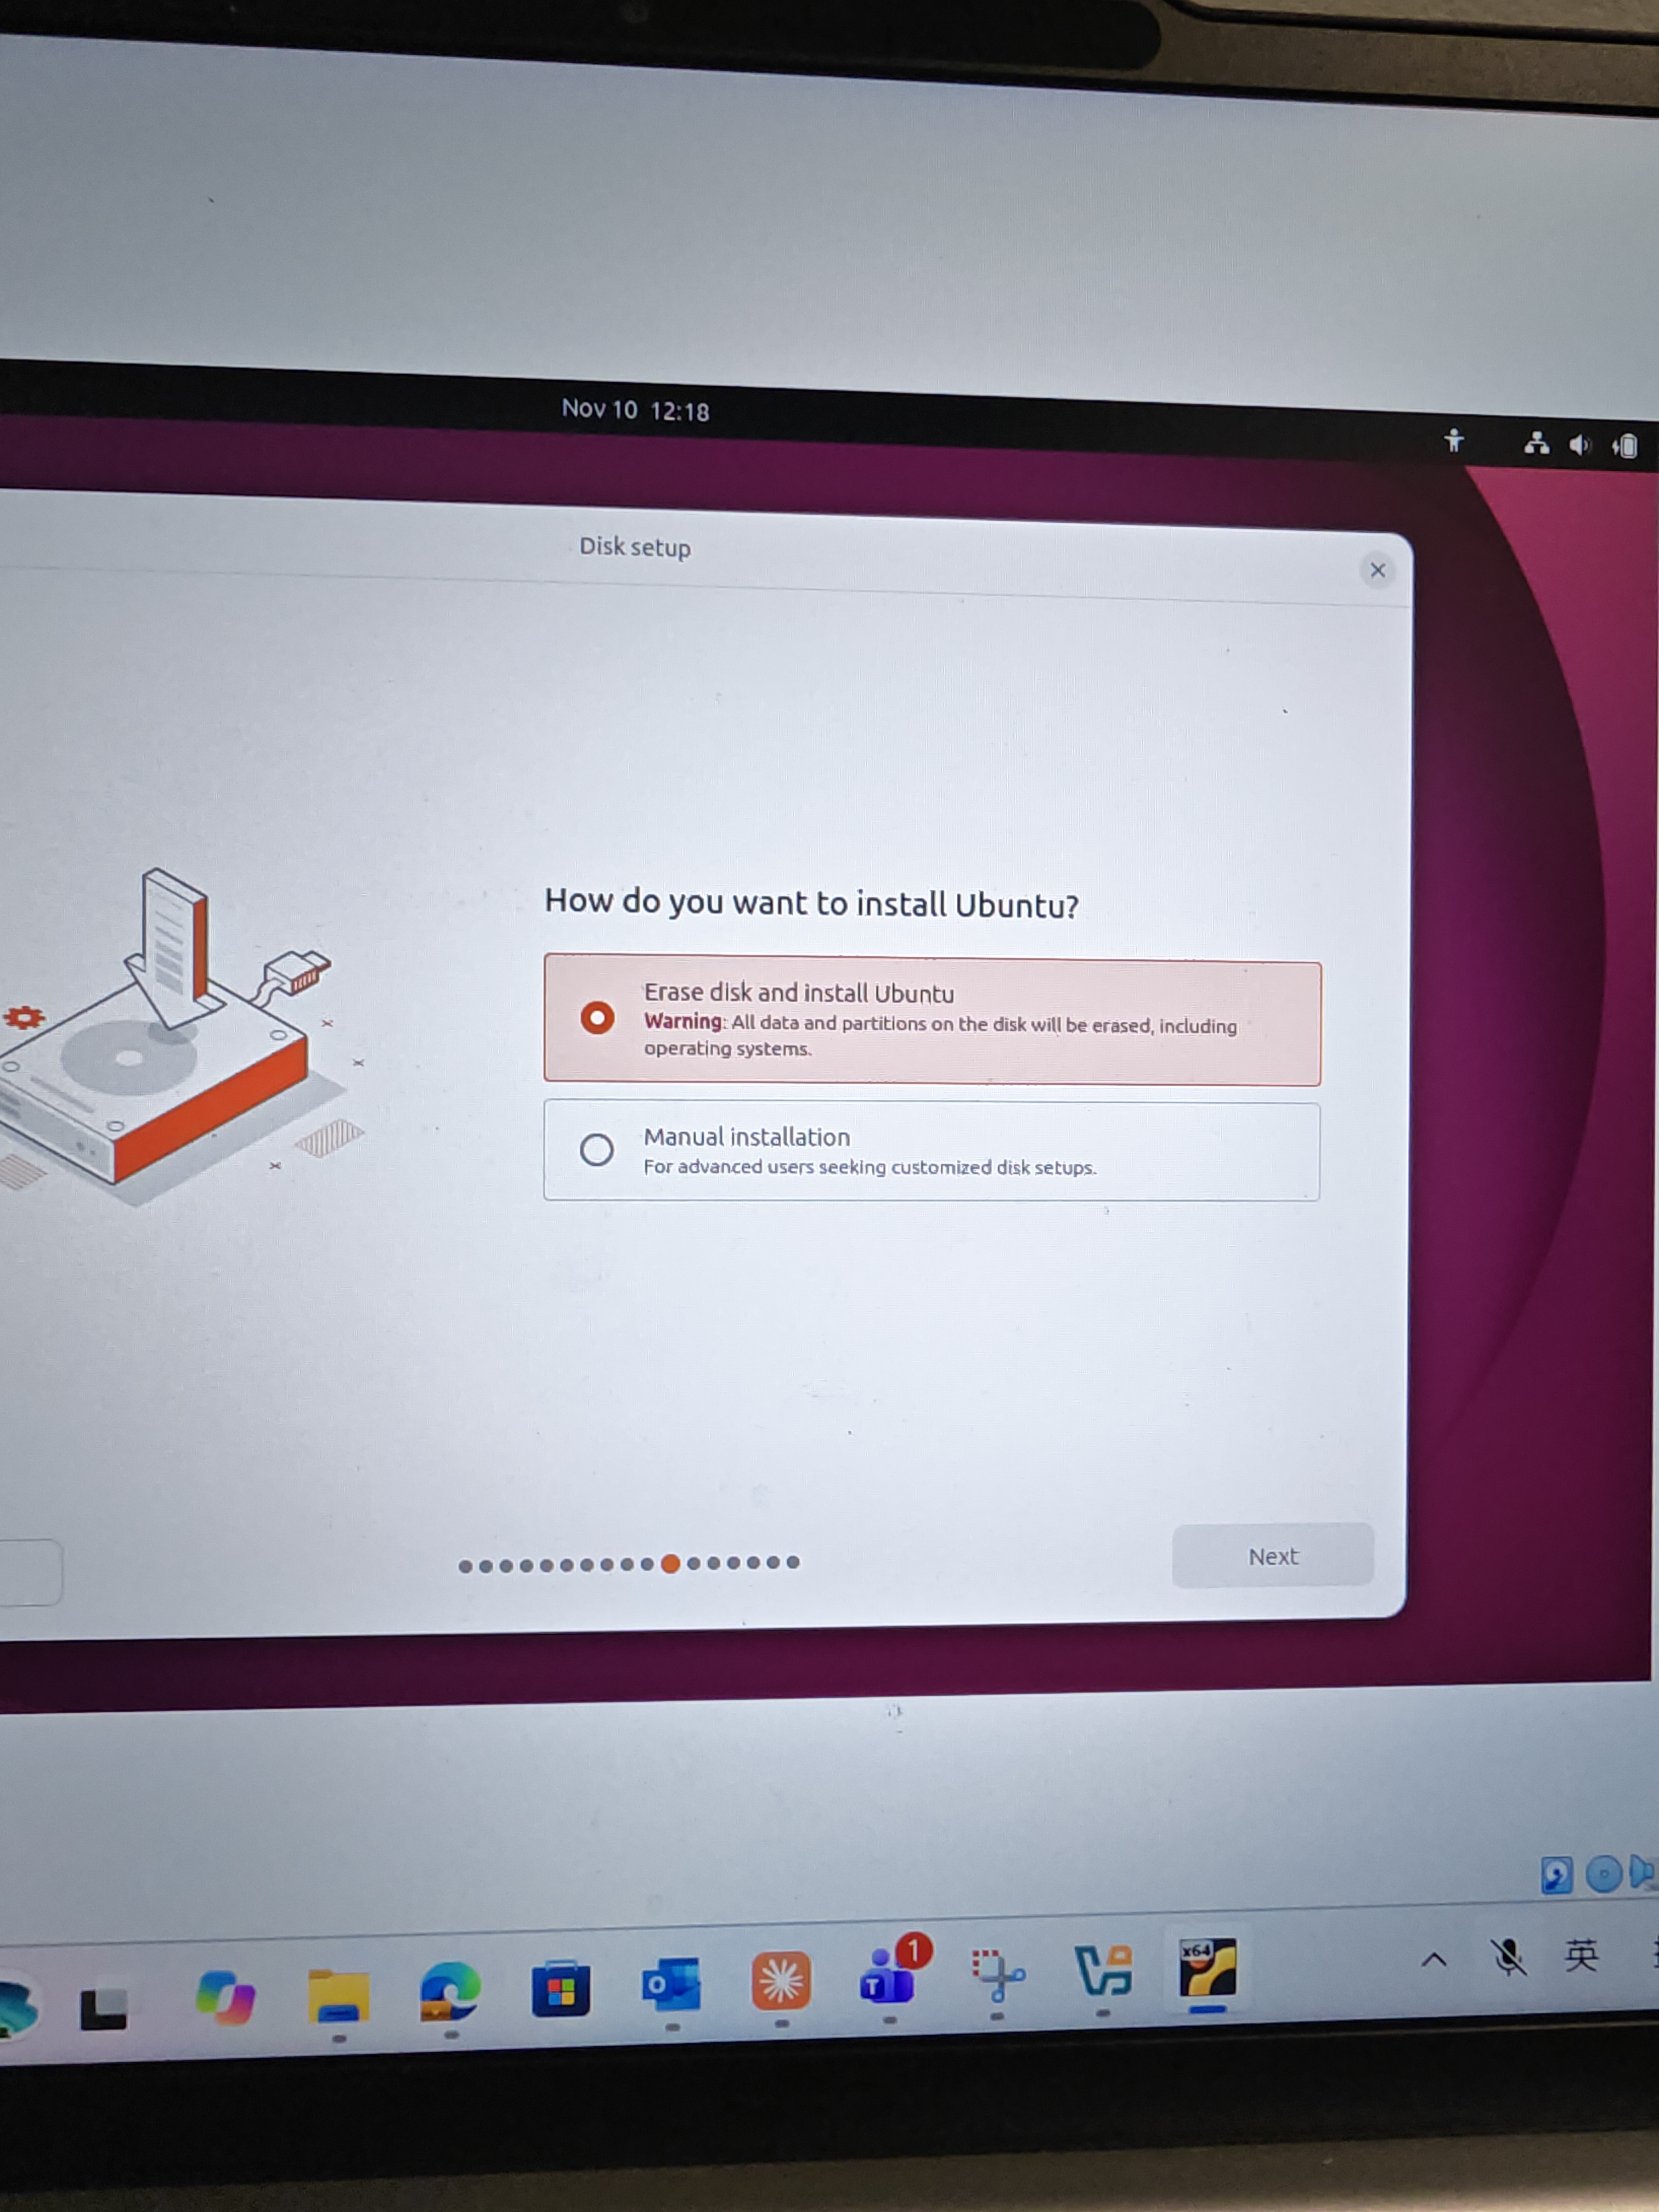 Nov 10 12:18
Disk setup
How do you want to install Ubuntu?
Erase disk and install Ubuntu
Warning: All data and partitions on the disk will be erased, including
operating systems.
Manual installation
For advanced users seeking customized disk setups.
Next
1
T
x64
英